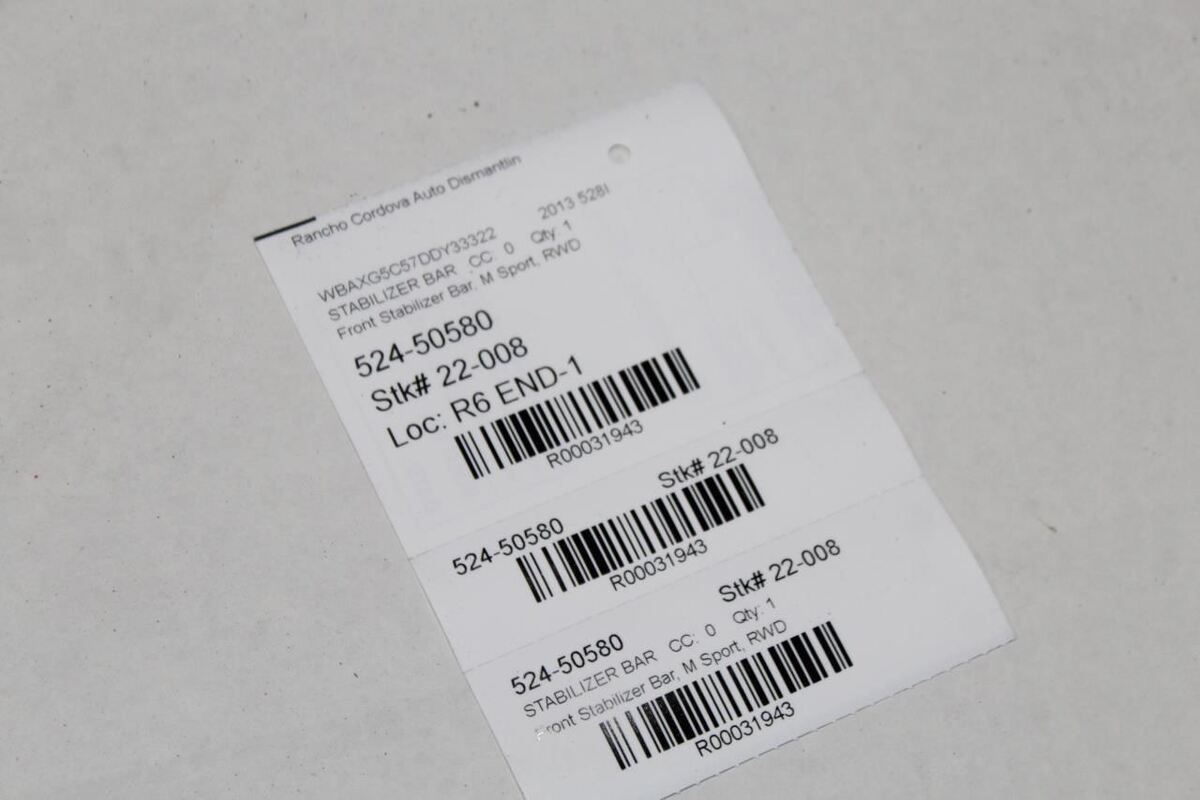 Rancho Cordova Auto Dismantlin
WBAXG5C57DDY33322 2013 528I
STABILIZER BAR CC: 0 Qty: 1
Front Stabilizer Bar, M Sport, RWD
524-50580
Stk# 22-008
Loc: R6 END-1
R00031943
524-50580 Stk# 22-008
R00031943
524-50580 Stk# 22-008
STABILIZER BAR CC: 0 Qty: 1
Front Stabilizer Bar, M Sport, RWD
R00031943